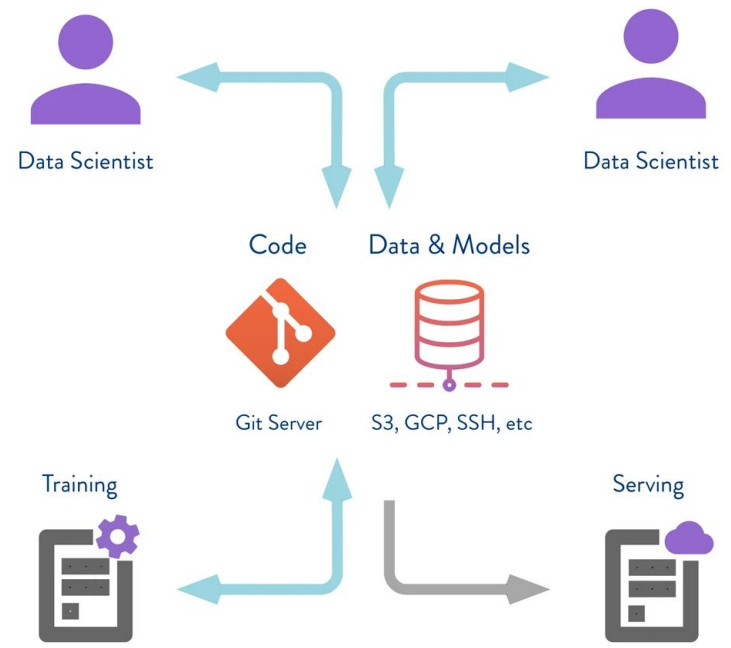 Data Scientist
Data Scientist
Code
Data & Models
Git Server
S3, GCP, SSH, etc
Training
Serving